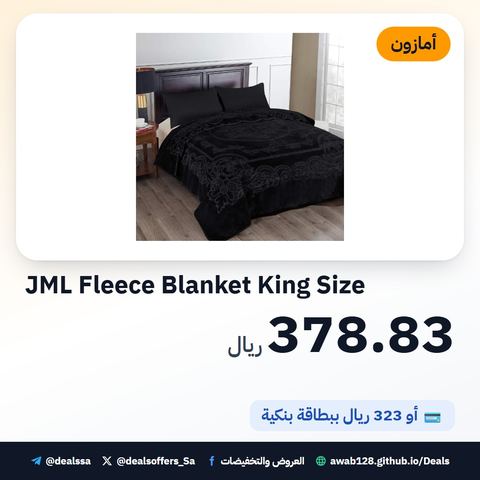 أمازون
JML Fleece Blanket King Size
378.83 ريال
أو 323 ريال ببطاقة بنكية
@dealssa @dealsoffers_Sa العروض والتخفيضات awab128.github.io/Deals